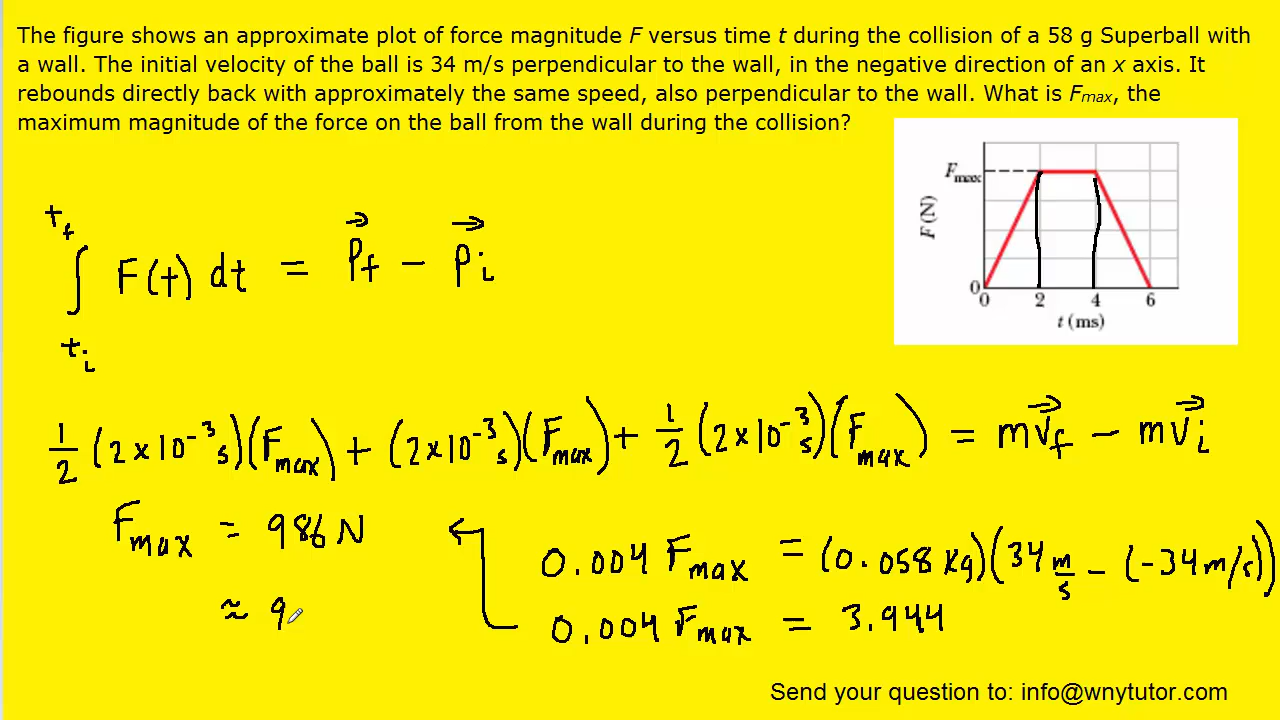 The figure shows an approximate plot of force magnitude F versus time t during the collision of a 58 g Superball with
a wall. The initial velocity of the ball is 34 m/s perpendicular to the wall, in the negative direction of an x axis. It
rebounds directly back with approximately the same speed, also perpendicular to the wall. What is Fmax, the
maximum magnitude of the force on the ball from the wall during the collision?
Fmax
F (N)
0
0 2 4 6
t (ms)
tf
∫ F(t) dt = p⃗f − p⃗i
ti
1/2 (2x10⁻³s)(Fmax) + (2x10⁻³s)(Fmax) + 1/2 (2x10⁻³s)(Fmax) = mv⃗f − mv⃗i
Fmax = 986 N
≈ 9
0.004 Fmax = (0.058 kg)(34 m/s − (−34 m/s))
0.004 Fmax = 3.944
Send your question to: info@wnytutor.com